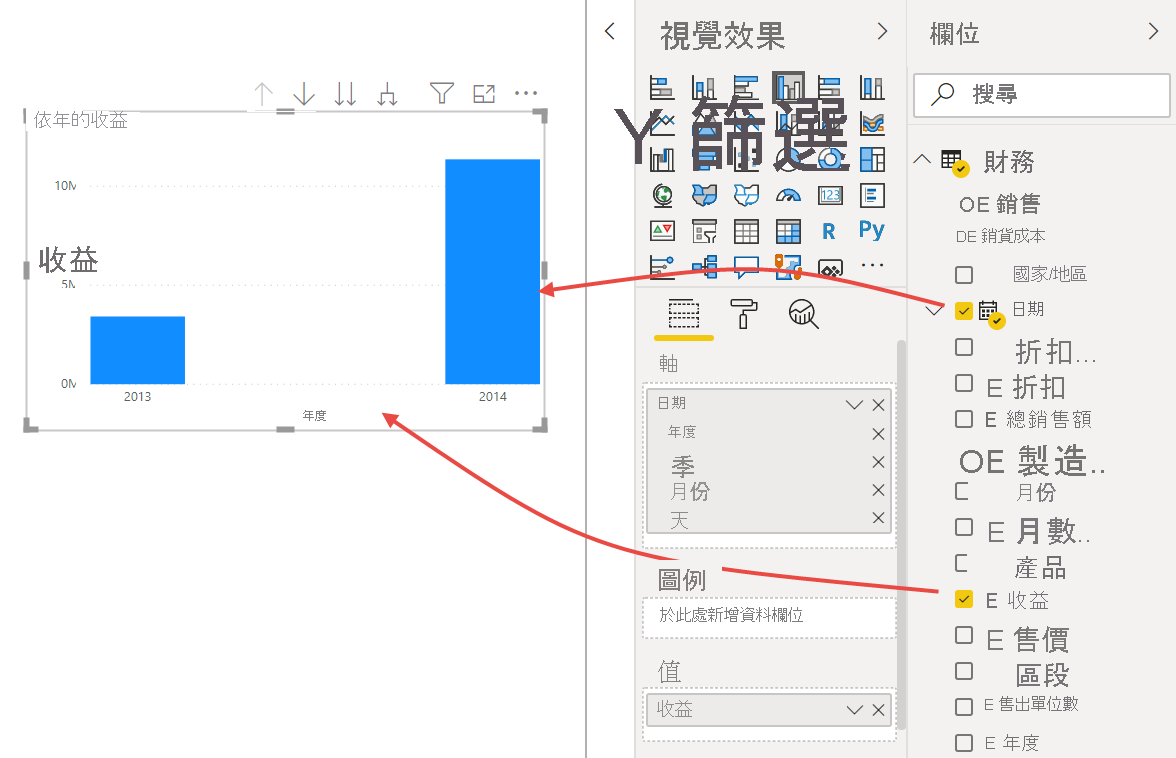 依年的收益
10M
收益
5M
0M
2013
2014
年度
視覺效果
Y 篩選
123
R
Py
軸
日期
年度
季
月份
天
圖例
於此處新增資料欄位
值
收益
欄位
搜尋
財務
OE 銷售
DE 銷貨成本
國家/地區
日期
折扣...
E 折扣
E 總銷售額
OE 製造..
月份
E 月數..
產品
E 收益
E 售價
區段
E 售出單位數
E 年度